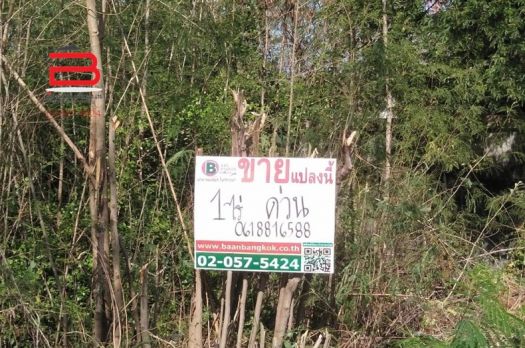 B
B
ขายแปลงนี้
1ไร่ ด่วน
0618816588
www.baanbangkok.co.th
02-057-5424